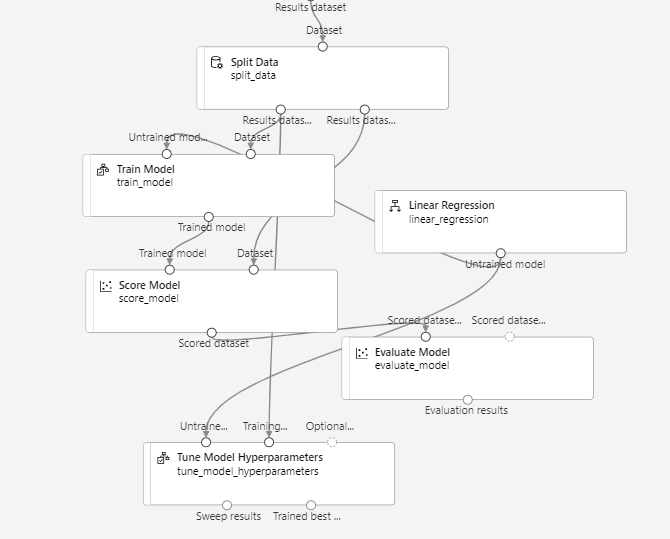 Results dataset
Dataset
Split Data
split_data
Results datas...
Results datas...
Untrained mod...
Dataset
Train Model
train_model
Linear Regression
linear_regression
Trained model
Trained model
Dataset
Untrained model
Score Model
score_model
Scored datase...
Scored datase...
Scored dataset
Evaluate Model
evaluate_model
Evaluation results
Untraine...
Training...
Optional...
Tune Model Hyperparameters
tune_model_hyperparameters
Sweep results
Trained best ...